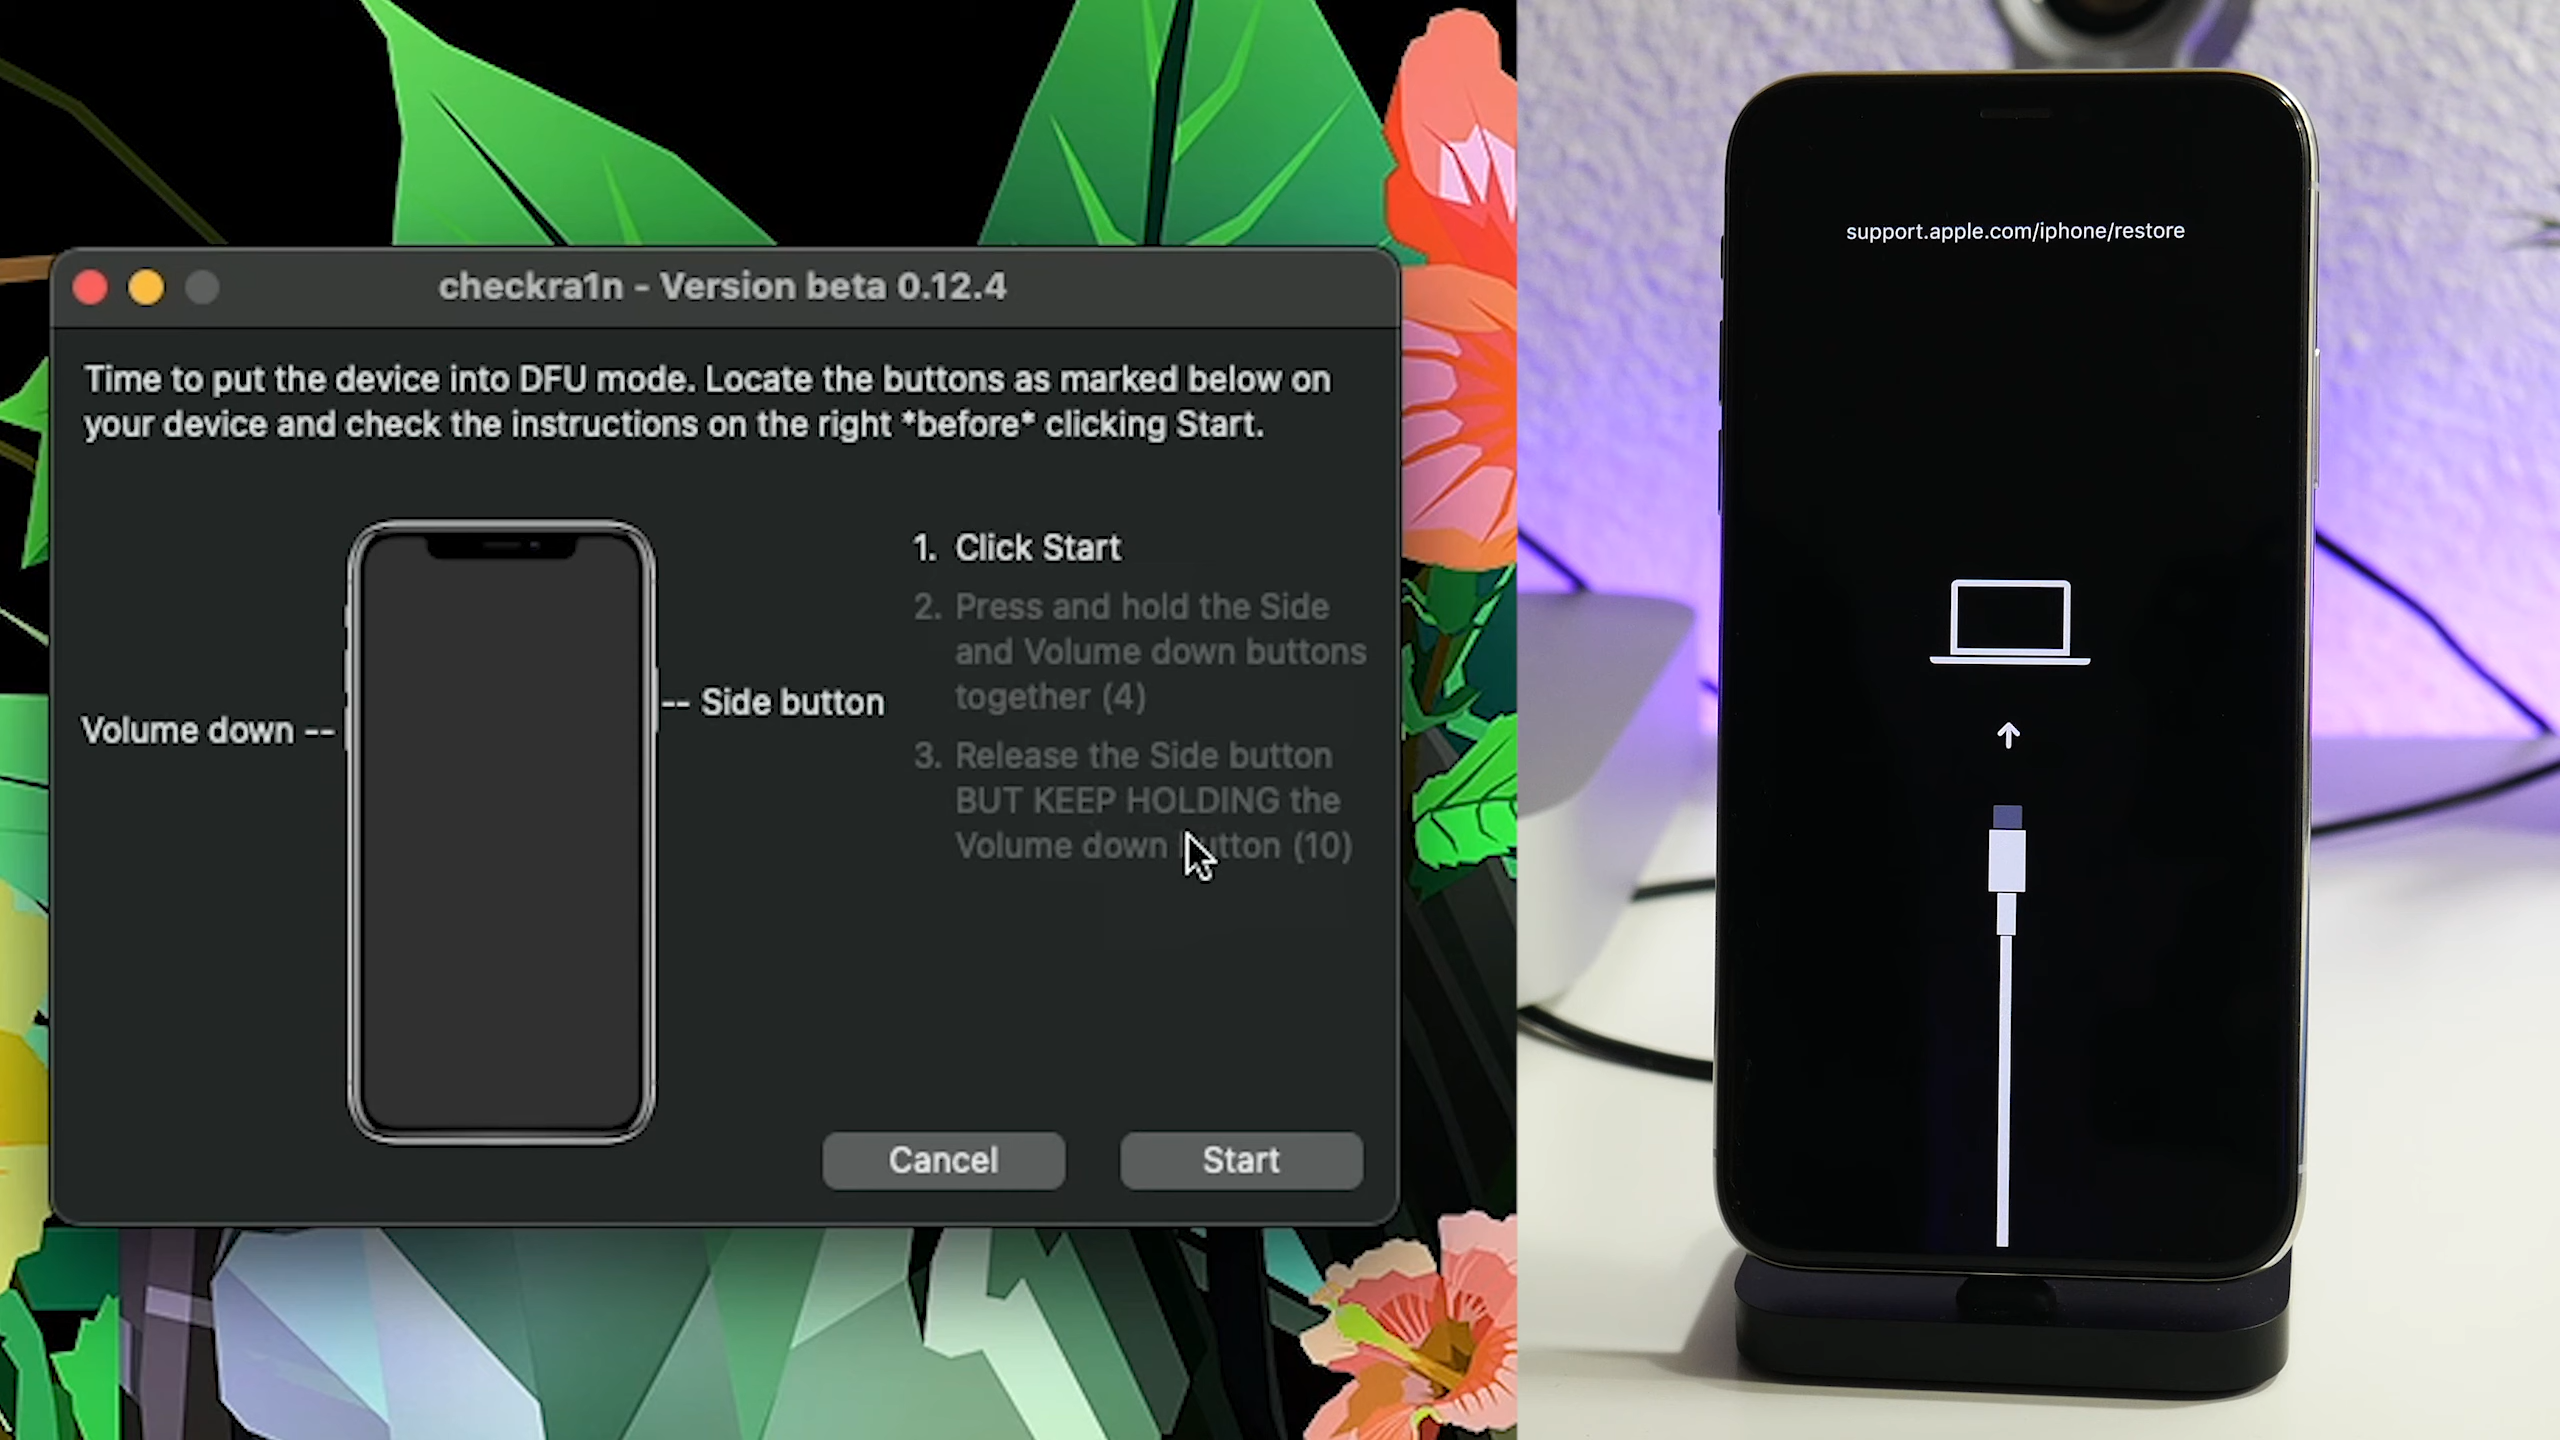 checkra1n - Version beta 0.12.4
Time to put the device into DFU mode. Locate the buttons as marked below on
your device and check the instructions on the right *before* clicking Start.
Volume down --
-- Side button
1. Click Start
2. Press and hold the Side
and Volume down buttons
together (4)
3. Release the Side button
BUT KEEP HOLDING the
Volume down button (10)
Cancel
Start
support.apple.com/iphone/restore